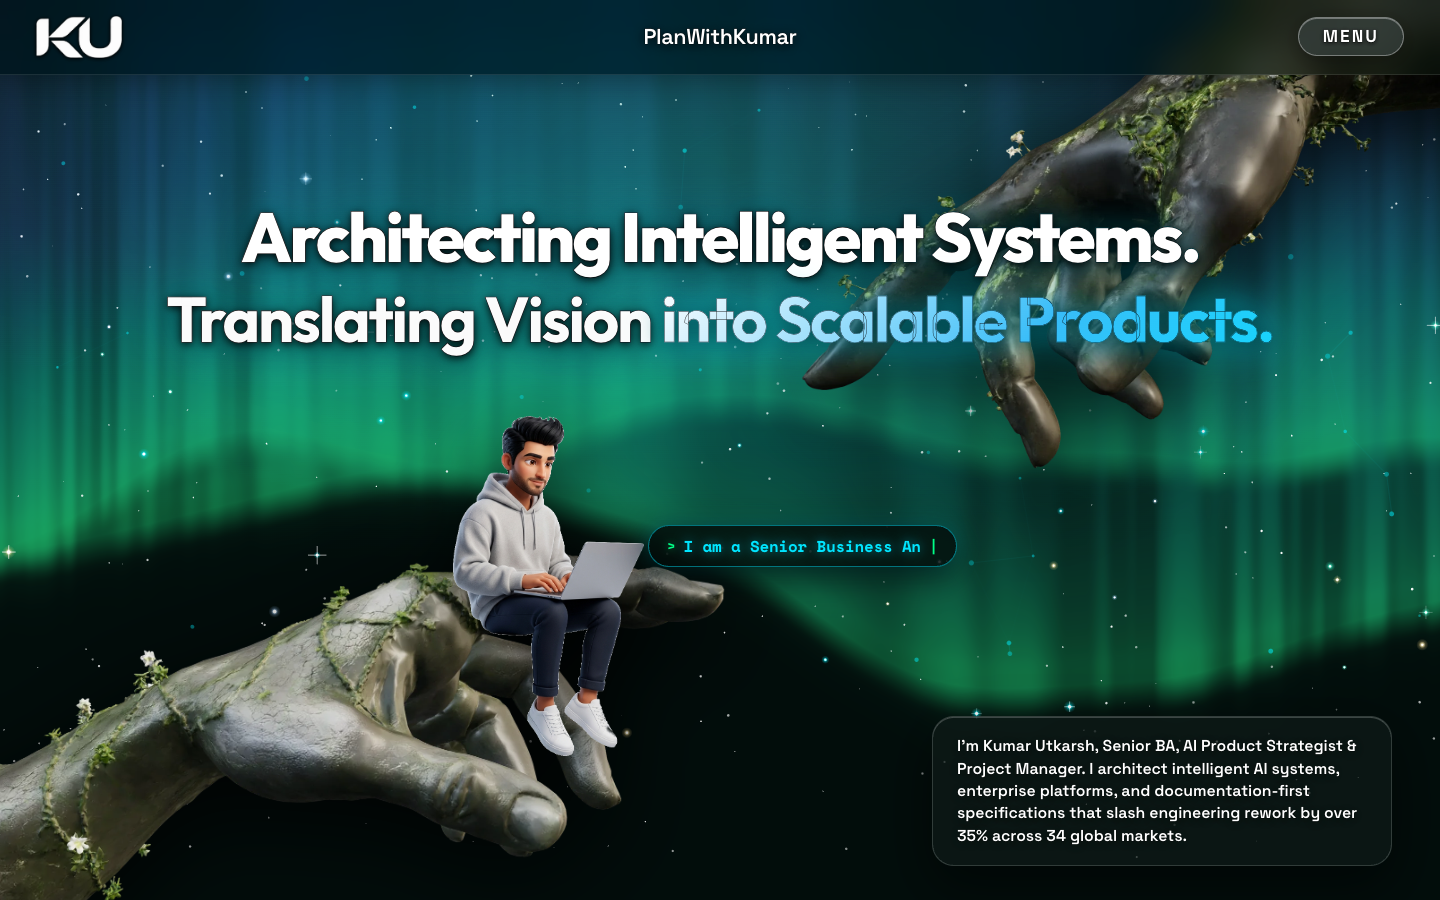 KU
PlanWithKumar
MENU
Architecting Intelligent Systems.
Translating Vision into Scalable Products.
> I am a Senior Business An |
I'm Kumar Utkarsh, Senior BA, AI Product Strategist &
Project Manager. I architect intelligent AI systems,
enterprise platforms, and documentation-first
specifications that slash engineering rework by over
35% across 34 global markets.